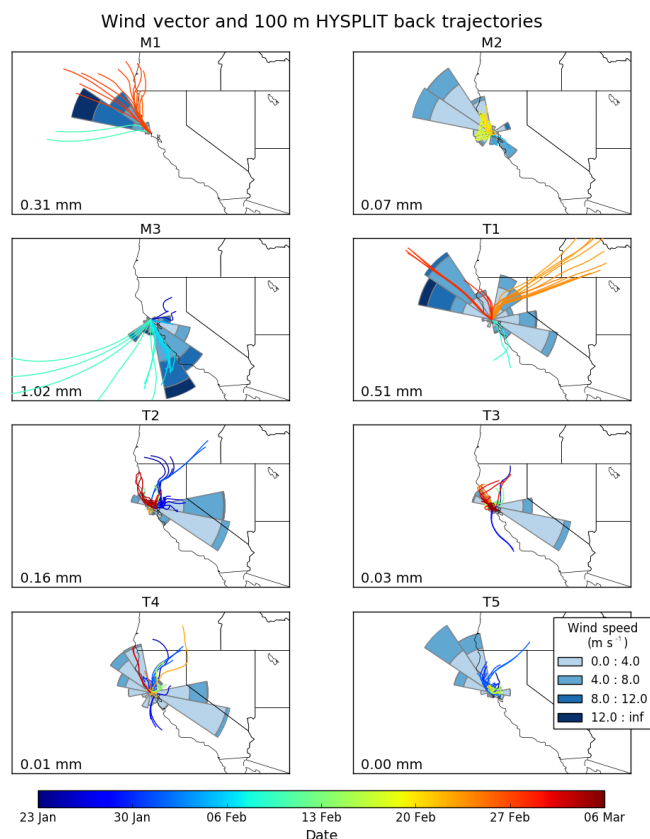 Wind vector and 100 m HYSPLIT back trajectories
M1
M2
0.31 mm
0.07 mm
M3
T1
1.02 mm
0.51 mm
T2
T3
0.16 mm
0.03 mm
T4
T5
Wind speed
(m s⁻¹)
0.0 : 4.0
4.0 : 8.0
8.0 : 12.0
12.0 : inf
0.01 mm
0.00 mm
23 Jan 30 Jan 06 Feb 13 Feb 20 Feb 27 Feb 06 Mar
Date